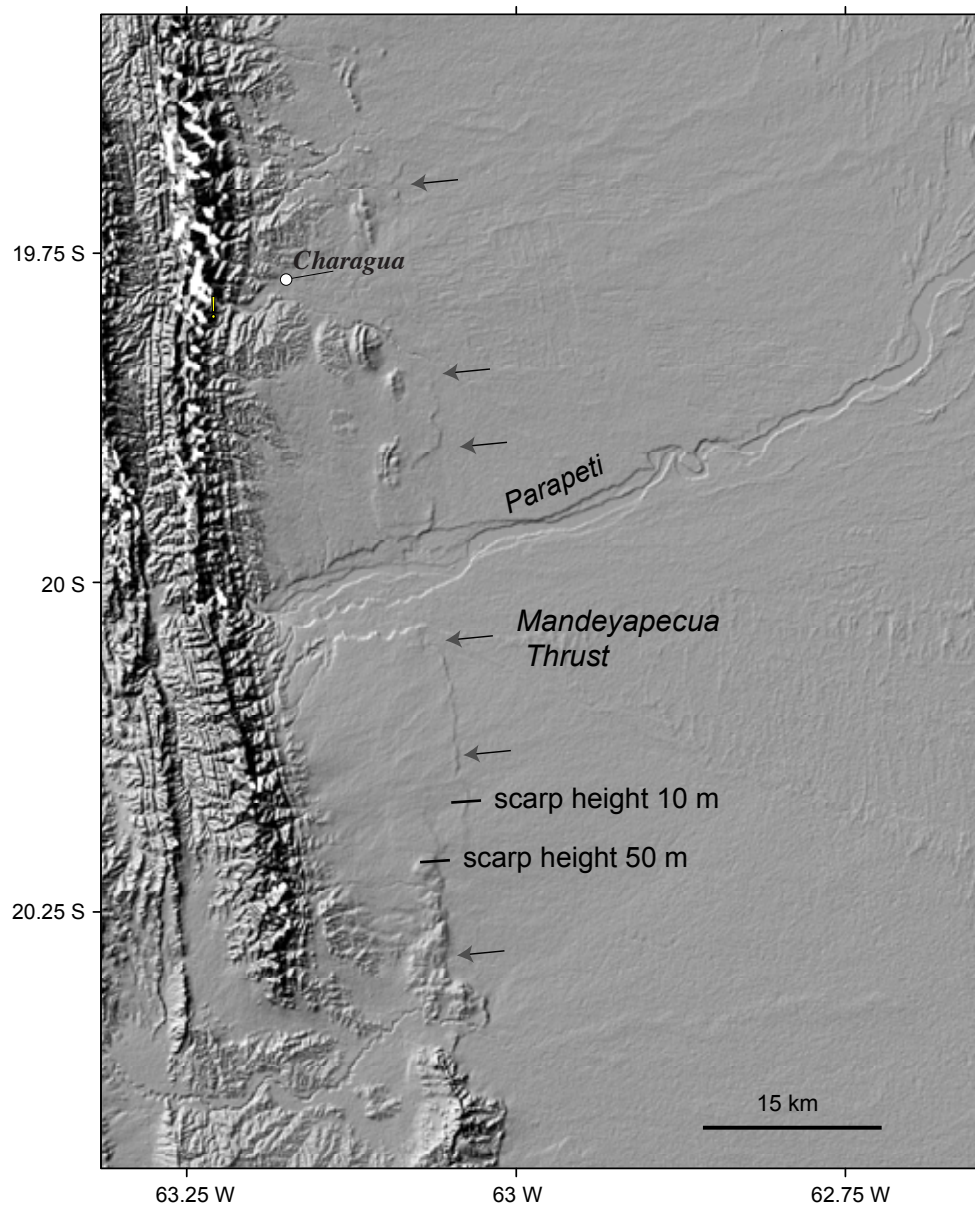 19.75 S
Charagua
Parapeti
20 S
Mandeyapecua
Thrust
scarp height 10 m
scarp height 50 m
20.25 S
15 km
63.25 W
63 W
62.75 W